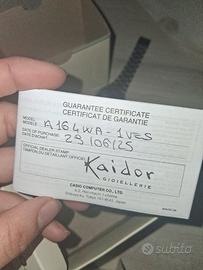 GUARANTEE CERTIFICATE
CERTIFICAT DE GARANTIE
MODEL:
MODELE: A164WA-1VES
DATE OF PURCHASE:
DATE D'ACHAT: 29/06/25
OFFICIAL DEALER STAMP
TAMPON DU DETAILLANT OFFICIEL
Kaidor
GIOIELLERIE
CASIO COMPUTER CO., LTD.
subito